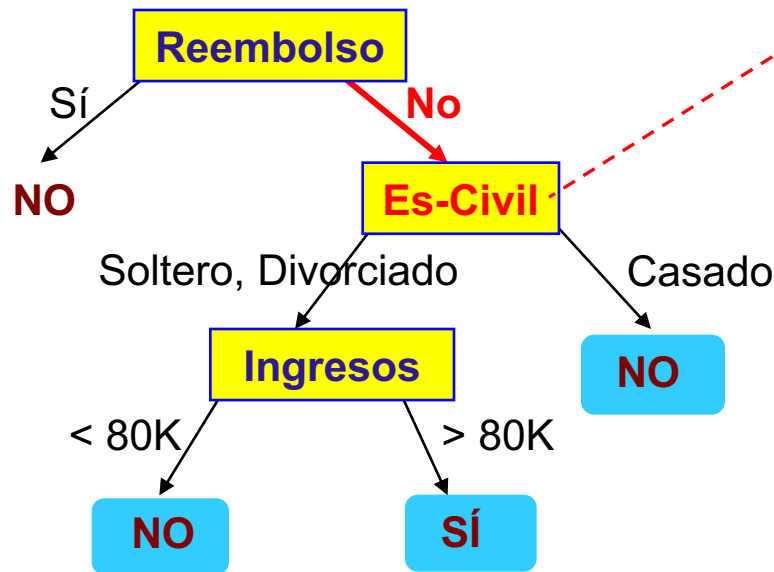 Reembolso
Sí
No
NO
Es-Civil
Soltero, Divorciado
Casado
Ingresos
NO
< 80K
> 80K
NO
SÍ